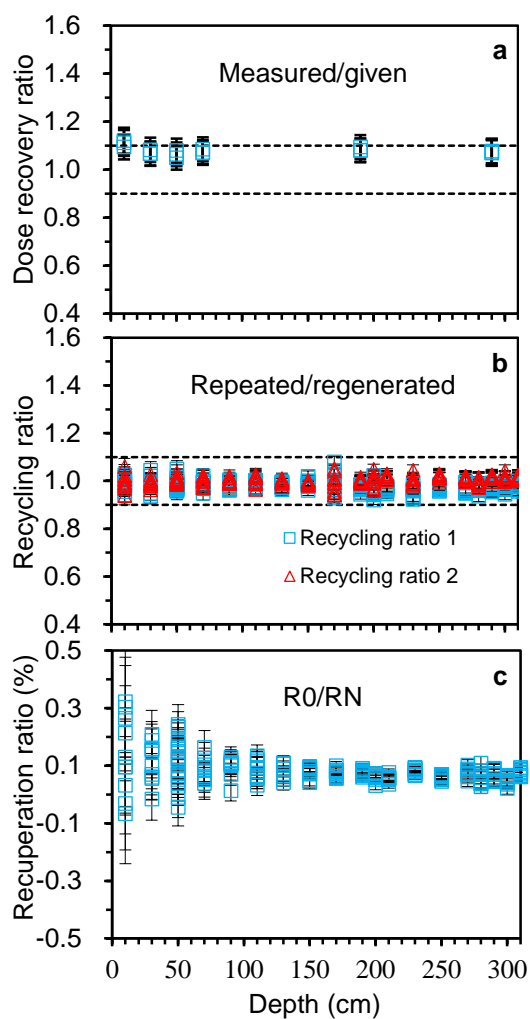 1.6
a
1.4
Measured/given
1.2
1.0
0.8
0.6
0.4
Dose recovery ratio
1.6
b
1.4
Repeated/regenerated
1.2
1.0
0.8
Recycling ratio 1
0.6
Recycling ratio 2
0.4
Recycling ratio
0.5
c
R0/RN
0.3
0.1
-0.1
-0.3
-0.5
Recuperation ratio (%)
0 50 100 150 200 250 300
Depth (cm)